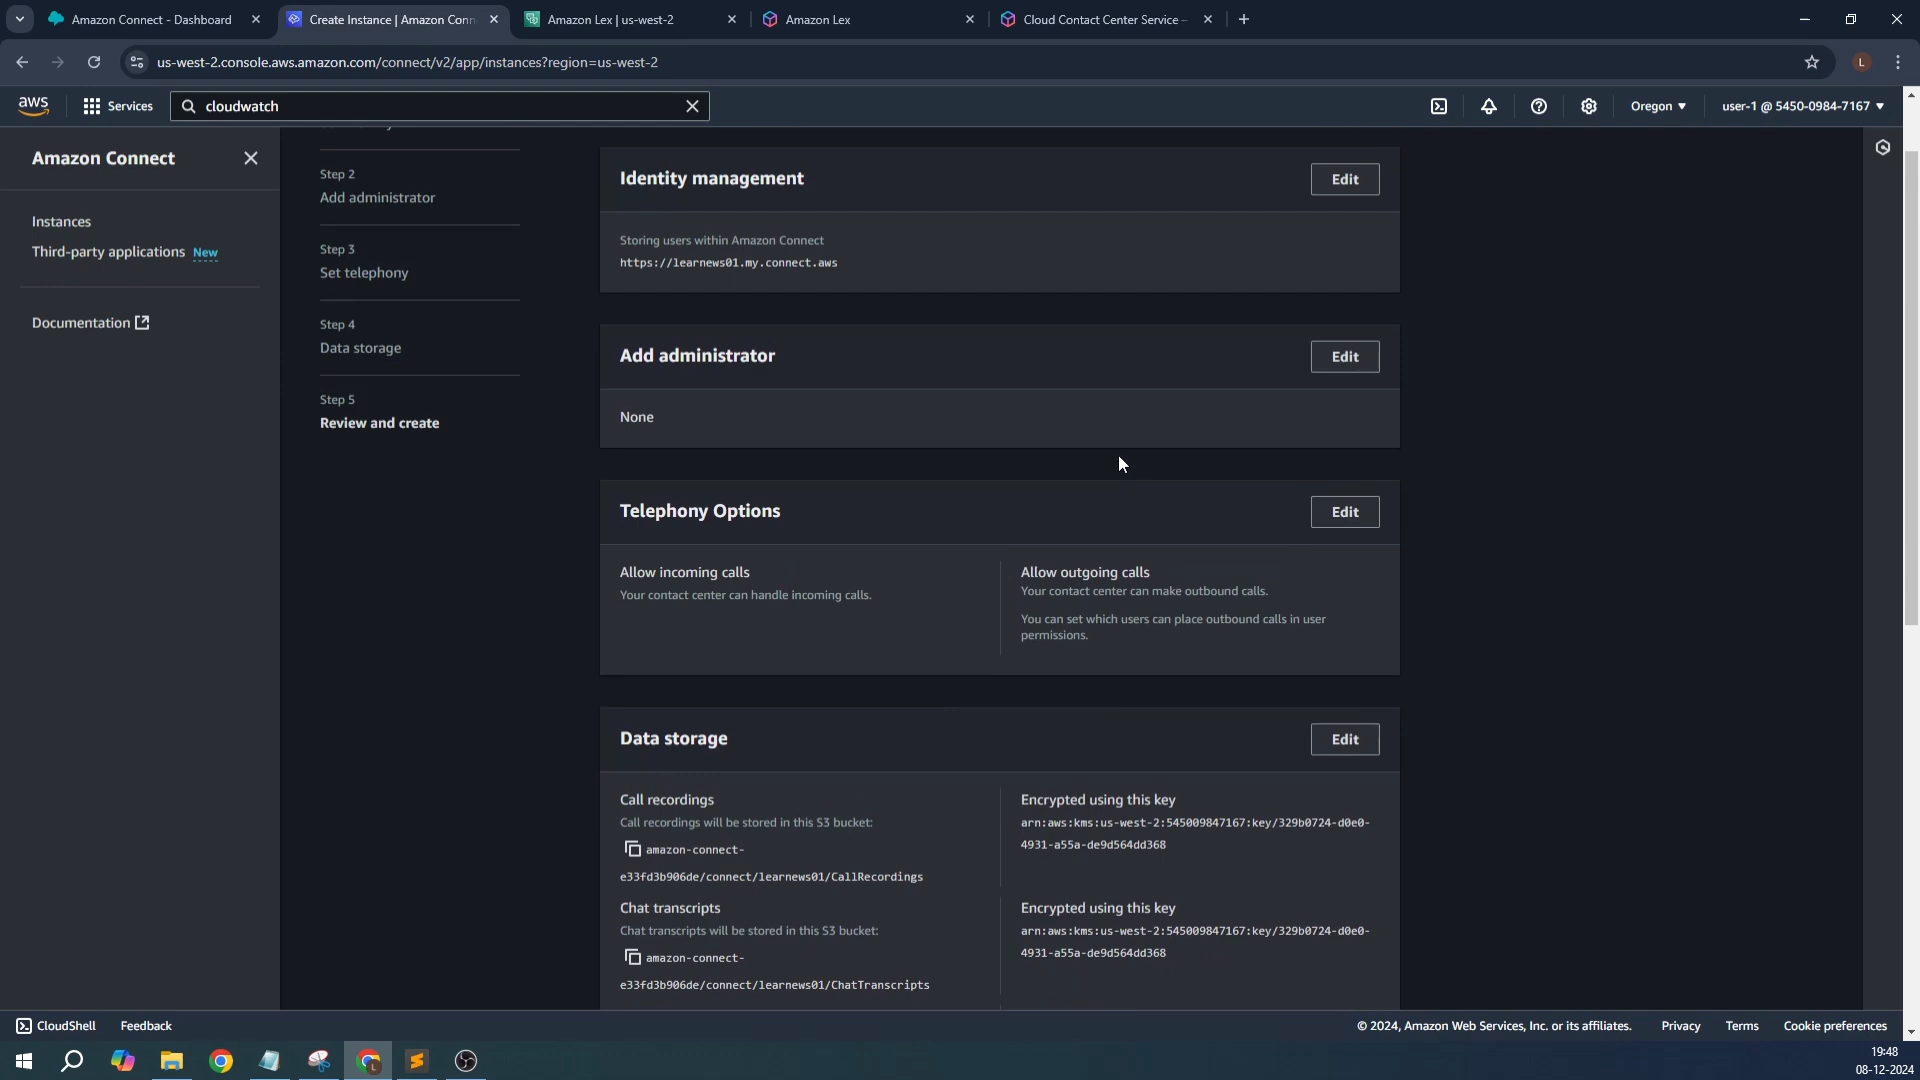 Amazon Connect - Dashboard
Create Instance | Amazon Conn
Amazon Lex | us-west-2
Amazon Lex
Cloud Contact Center Service –
us-west-2.console.aws.amazon.com/connect/v2/app/instances?region=us-west-2
L
aws
Services
cloudwatch
Oregon
user-1 @ 5450-0984-7167
Amazon Connect
Instances
Third-party applications New
Documentation
Step 2
Add administrator
Step 3
Set telephony
Step 4
Data storage
Step 5
Review and create
Identity management
Edit
Storing users within Amazon Connect
https://learnews01.my.connect.aws
Add administrator
Edit
None
Telephony Options
Edit
Allow incoming calls
Your contact center can handle incoming calls.
Allow outgoing calls
Your contact center can make outbound calls.
You can set which users can place outbound calls in user
permissions.
Data storage
Edit
Call recordings
Call recordings will be stored in this S3 bucket:
amazon-connect-
e33fd3b906de/connect/learnews01/CallRecordings
Encrypted using this key
arn:aws:kms:us-west-2:545009847167:key/329b0724-d0e0-
4931-a55a-de9d564dd368
Chat transcripts
Chat transcripts will be stored in this S3 bucket:
amazon-connect-
e33fd3b906de/connect/learnews01/ChatTranscripts
Encrypted using this key
arn:aws:kms:us-west-2:545009847167:key/329b0724-d0e0-
4931-a55a-de9d564dd368
CloudShell
Feedback
© 2024, Amazon Web Services, Inc. or its affiliates.
Privacy
Terms
Cookie preferences
19:48
08-12-2024